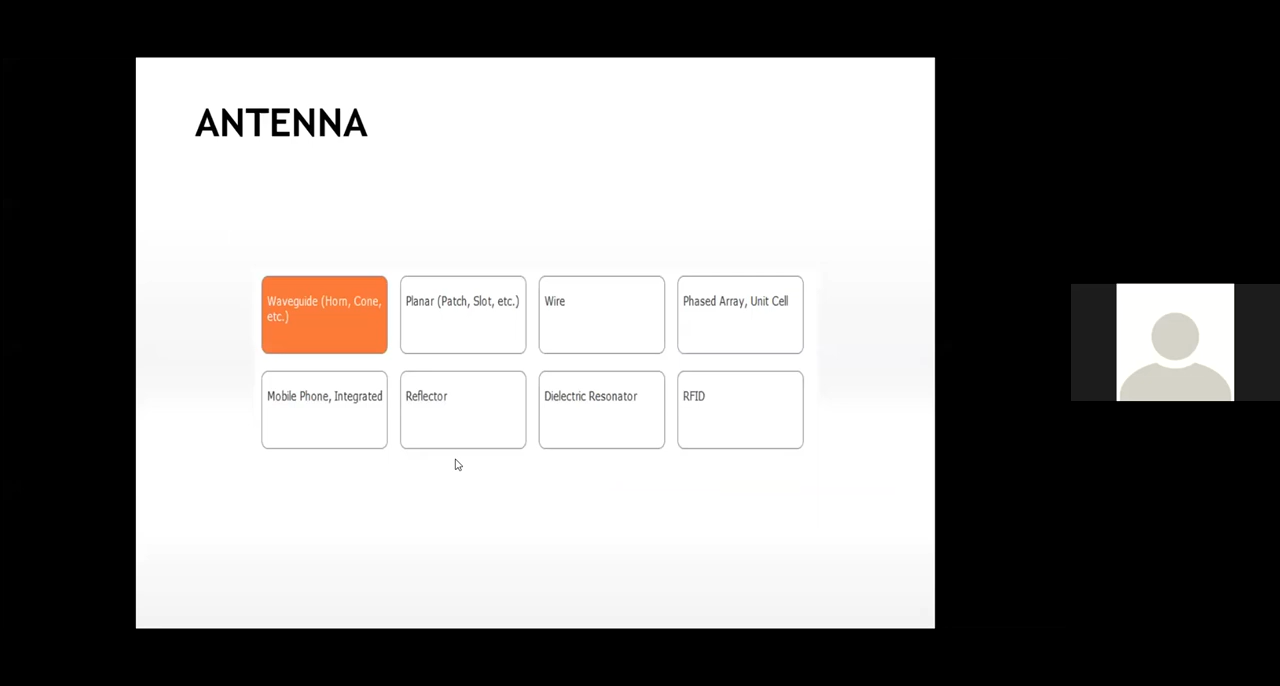 ANTENNA
Waveguide (Horn, Cone,
etc.)
Planar (Patch, Slot, etc.)
Wire
Phased Array, Unit Cell
Mobile Phone, Integrated
Reflector
Dielectric Resonator
RFID